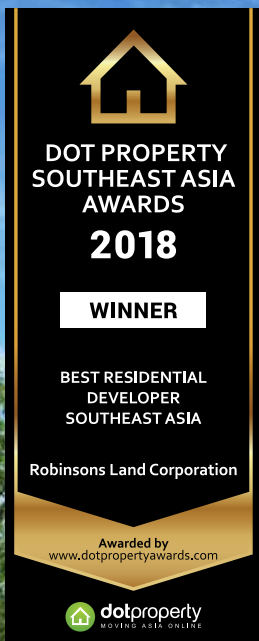 DOT PROPERTY
SOUTHEAST ASIA
AWARDS
2018
WINNER
BEST RESIDENTIAL
DEVELOPER
SOUTHEAST ASIA
Robinsons Land Corporation
Awarded by
www.dotpropertyawards.com
dotproperty
MOVING ASIA ONLINE